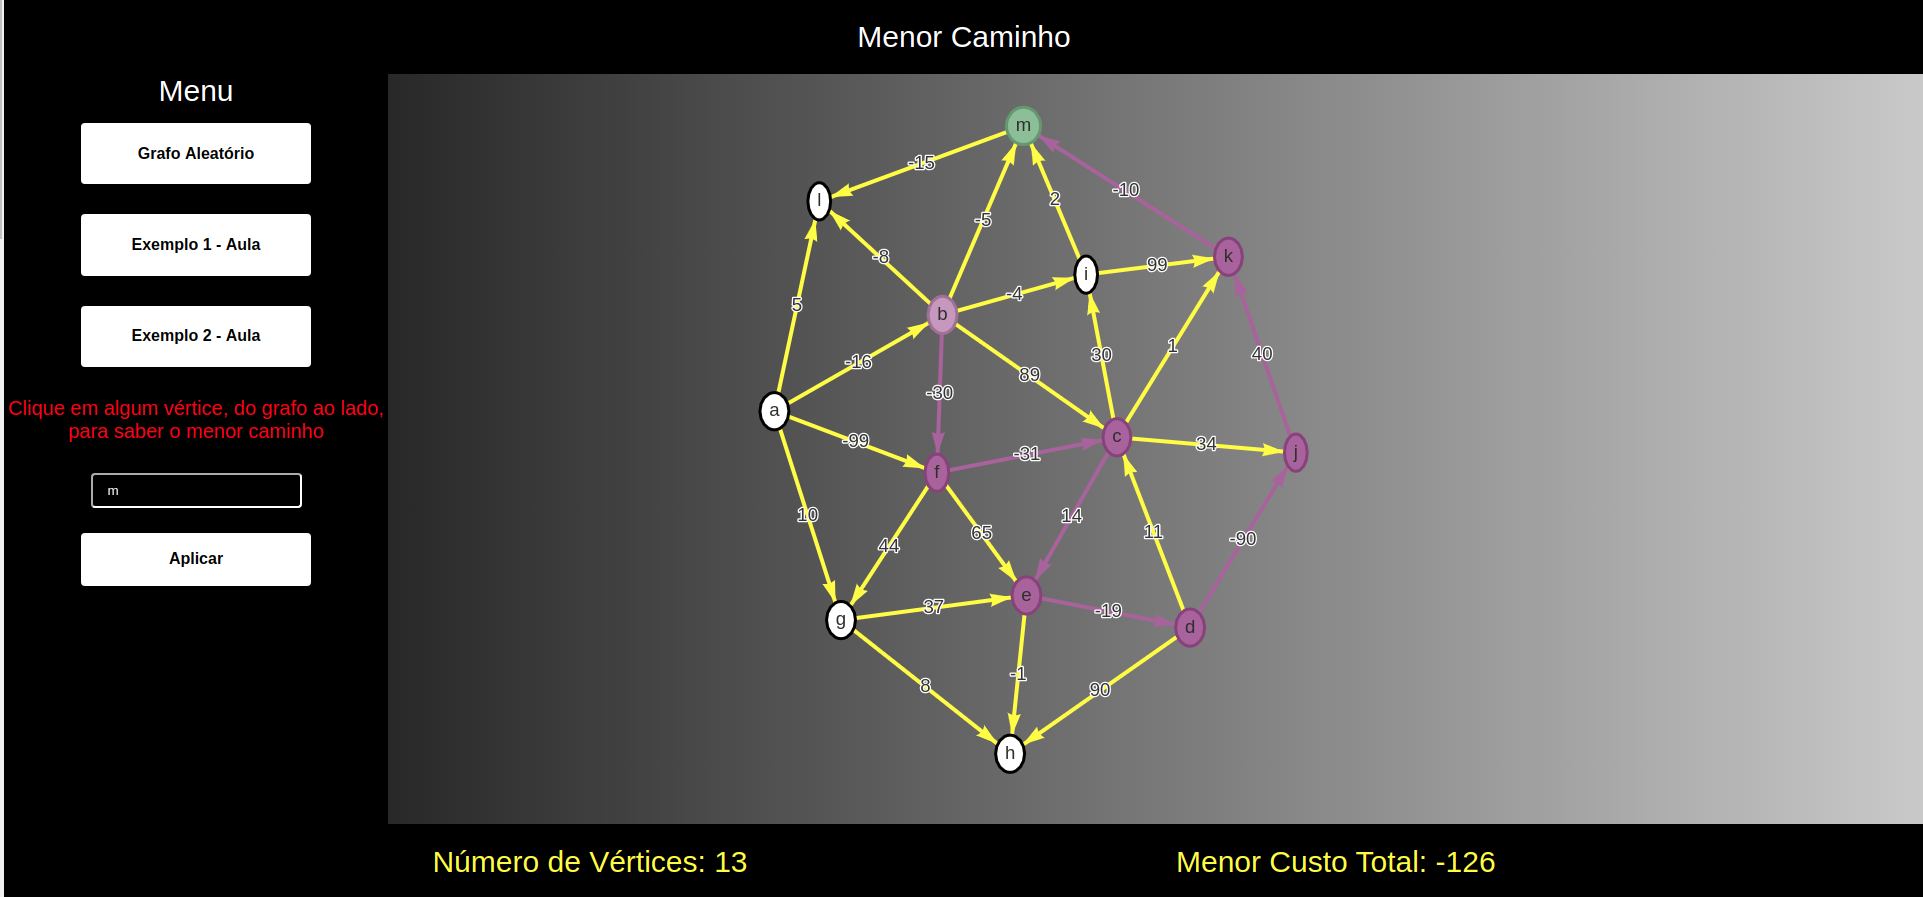 Menor Caminho
Menu
Grafo Aleatório
Exemplo 1 - Aula
Exemplo 2 - Aula
Clique em algum vértice, do grafo ao lado,
para saber o menor caminho
m
Aplicar
m
-15
-10
l
2
-5
k
-8
i
99
-4
5
b
30
1
40
-16
89
-30
a
c
-99
34
j
-31
f
10
14
11
-90
65
44
e
37
-19
g
d
-1
8
90
h
Número de Vértices: 13
Menor Custo Total: -126